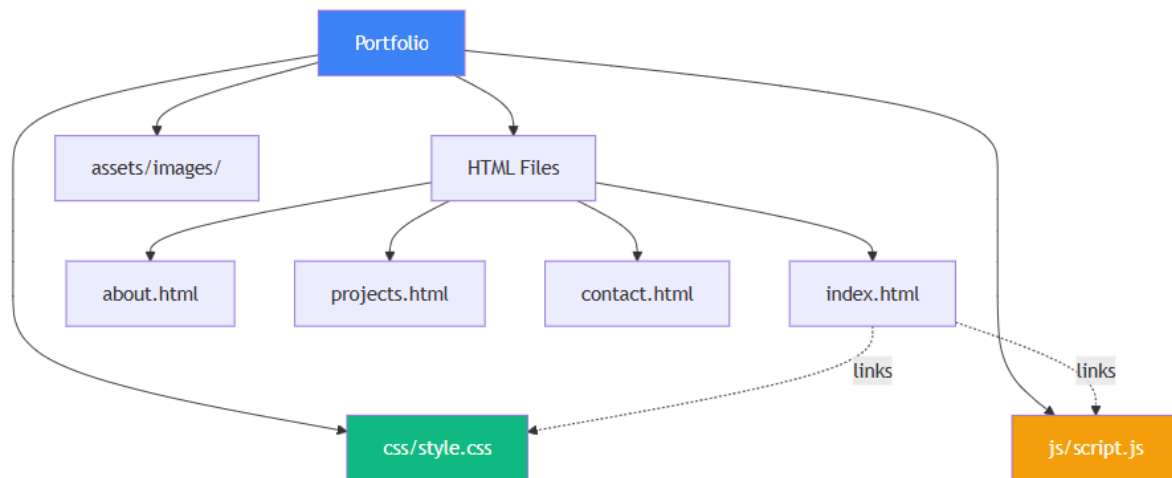 Portfolio
assets/images/
HTML Files
about.html
projects.html
contact.html
index.html
links
links
css/style.css
js/script.js